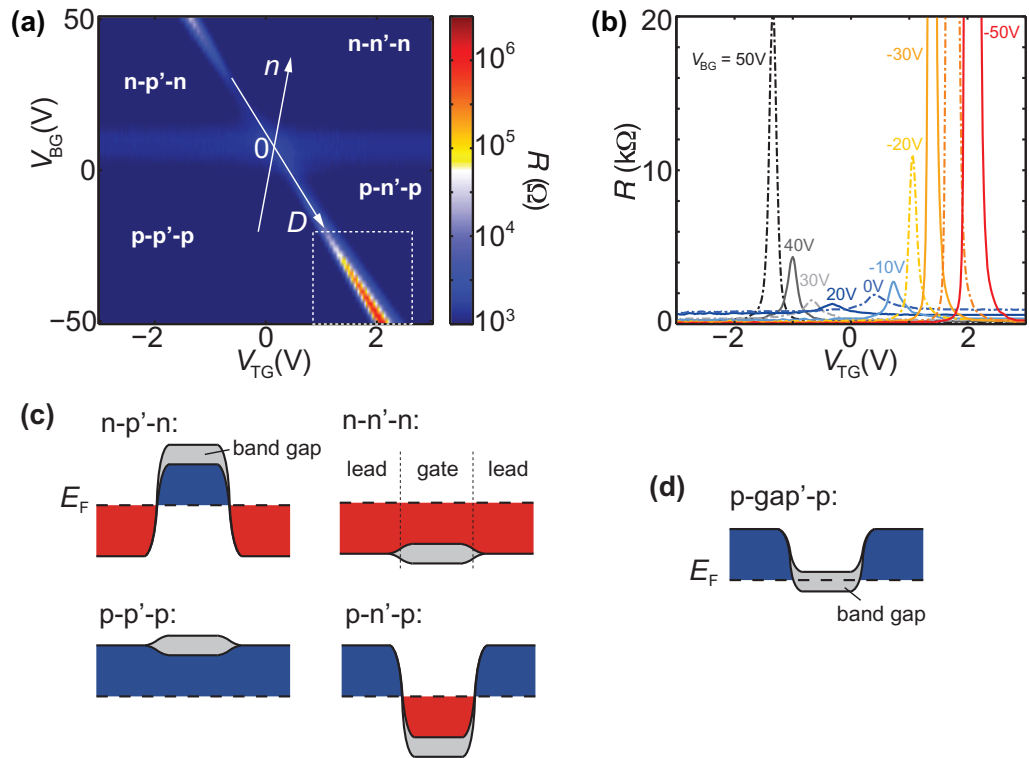 (a)
50
0
−50
V_BG(V)
n-p’-n
n-n’-n
n
0
D
p-n’-p
p-p’-p
−2
0
2
V_TG(V)
10^6
10^5
10^4
10^3
R (Ω)
(b)
20
10
0
R (kΩ)
V_BG = 50V
40V
30V
20V
0V
-10V
-20V
-30V
-50V
−2
0
2
V_TG(V)
(c)
n-p’-n:
band gap
E_F
n-n’-n:
lead
gate
lead
p-p’-p:
p-n’-p:
(d)
p-gap’-p:
E_F
band gap